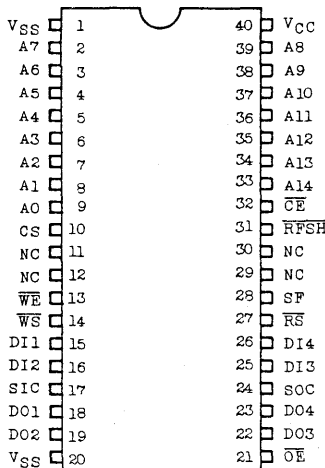 VSS 1 40 VCC
A7 2 39 A8
A6 3 38 A9
A5 4 37 A10
A4 5 36 A11
A3 6 35 A12
A2 7 34 A13
A1 8 33 A14
A0 9 32 CE
CS 10 31 RFSH
NC 11 30 NC
NC 12 29 NC
WE 13 28 SF
WS 14 27 RS
DI1 15 26 DI4
DI2 16 25 DI3
SIC 17 24 SOC
DO1 18 23 DO4
DO2 19 22 DO3
VSS 20 21 OE